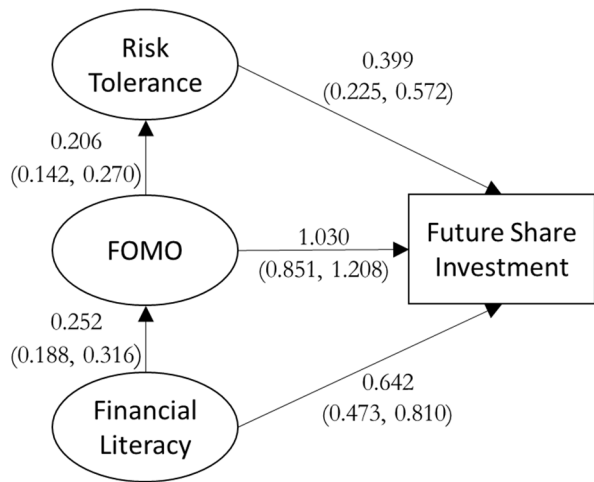 Risk
Tolerance
0.399
(0.225, 0.572)
0.206
(0.142, 0.270)
FOMO
1.030
(0.851, 1.208)
Future Share
Investment
0.252
(0.188, 0.316)
0.642
(0.473, 0.810)
Financial
Literacy